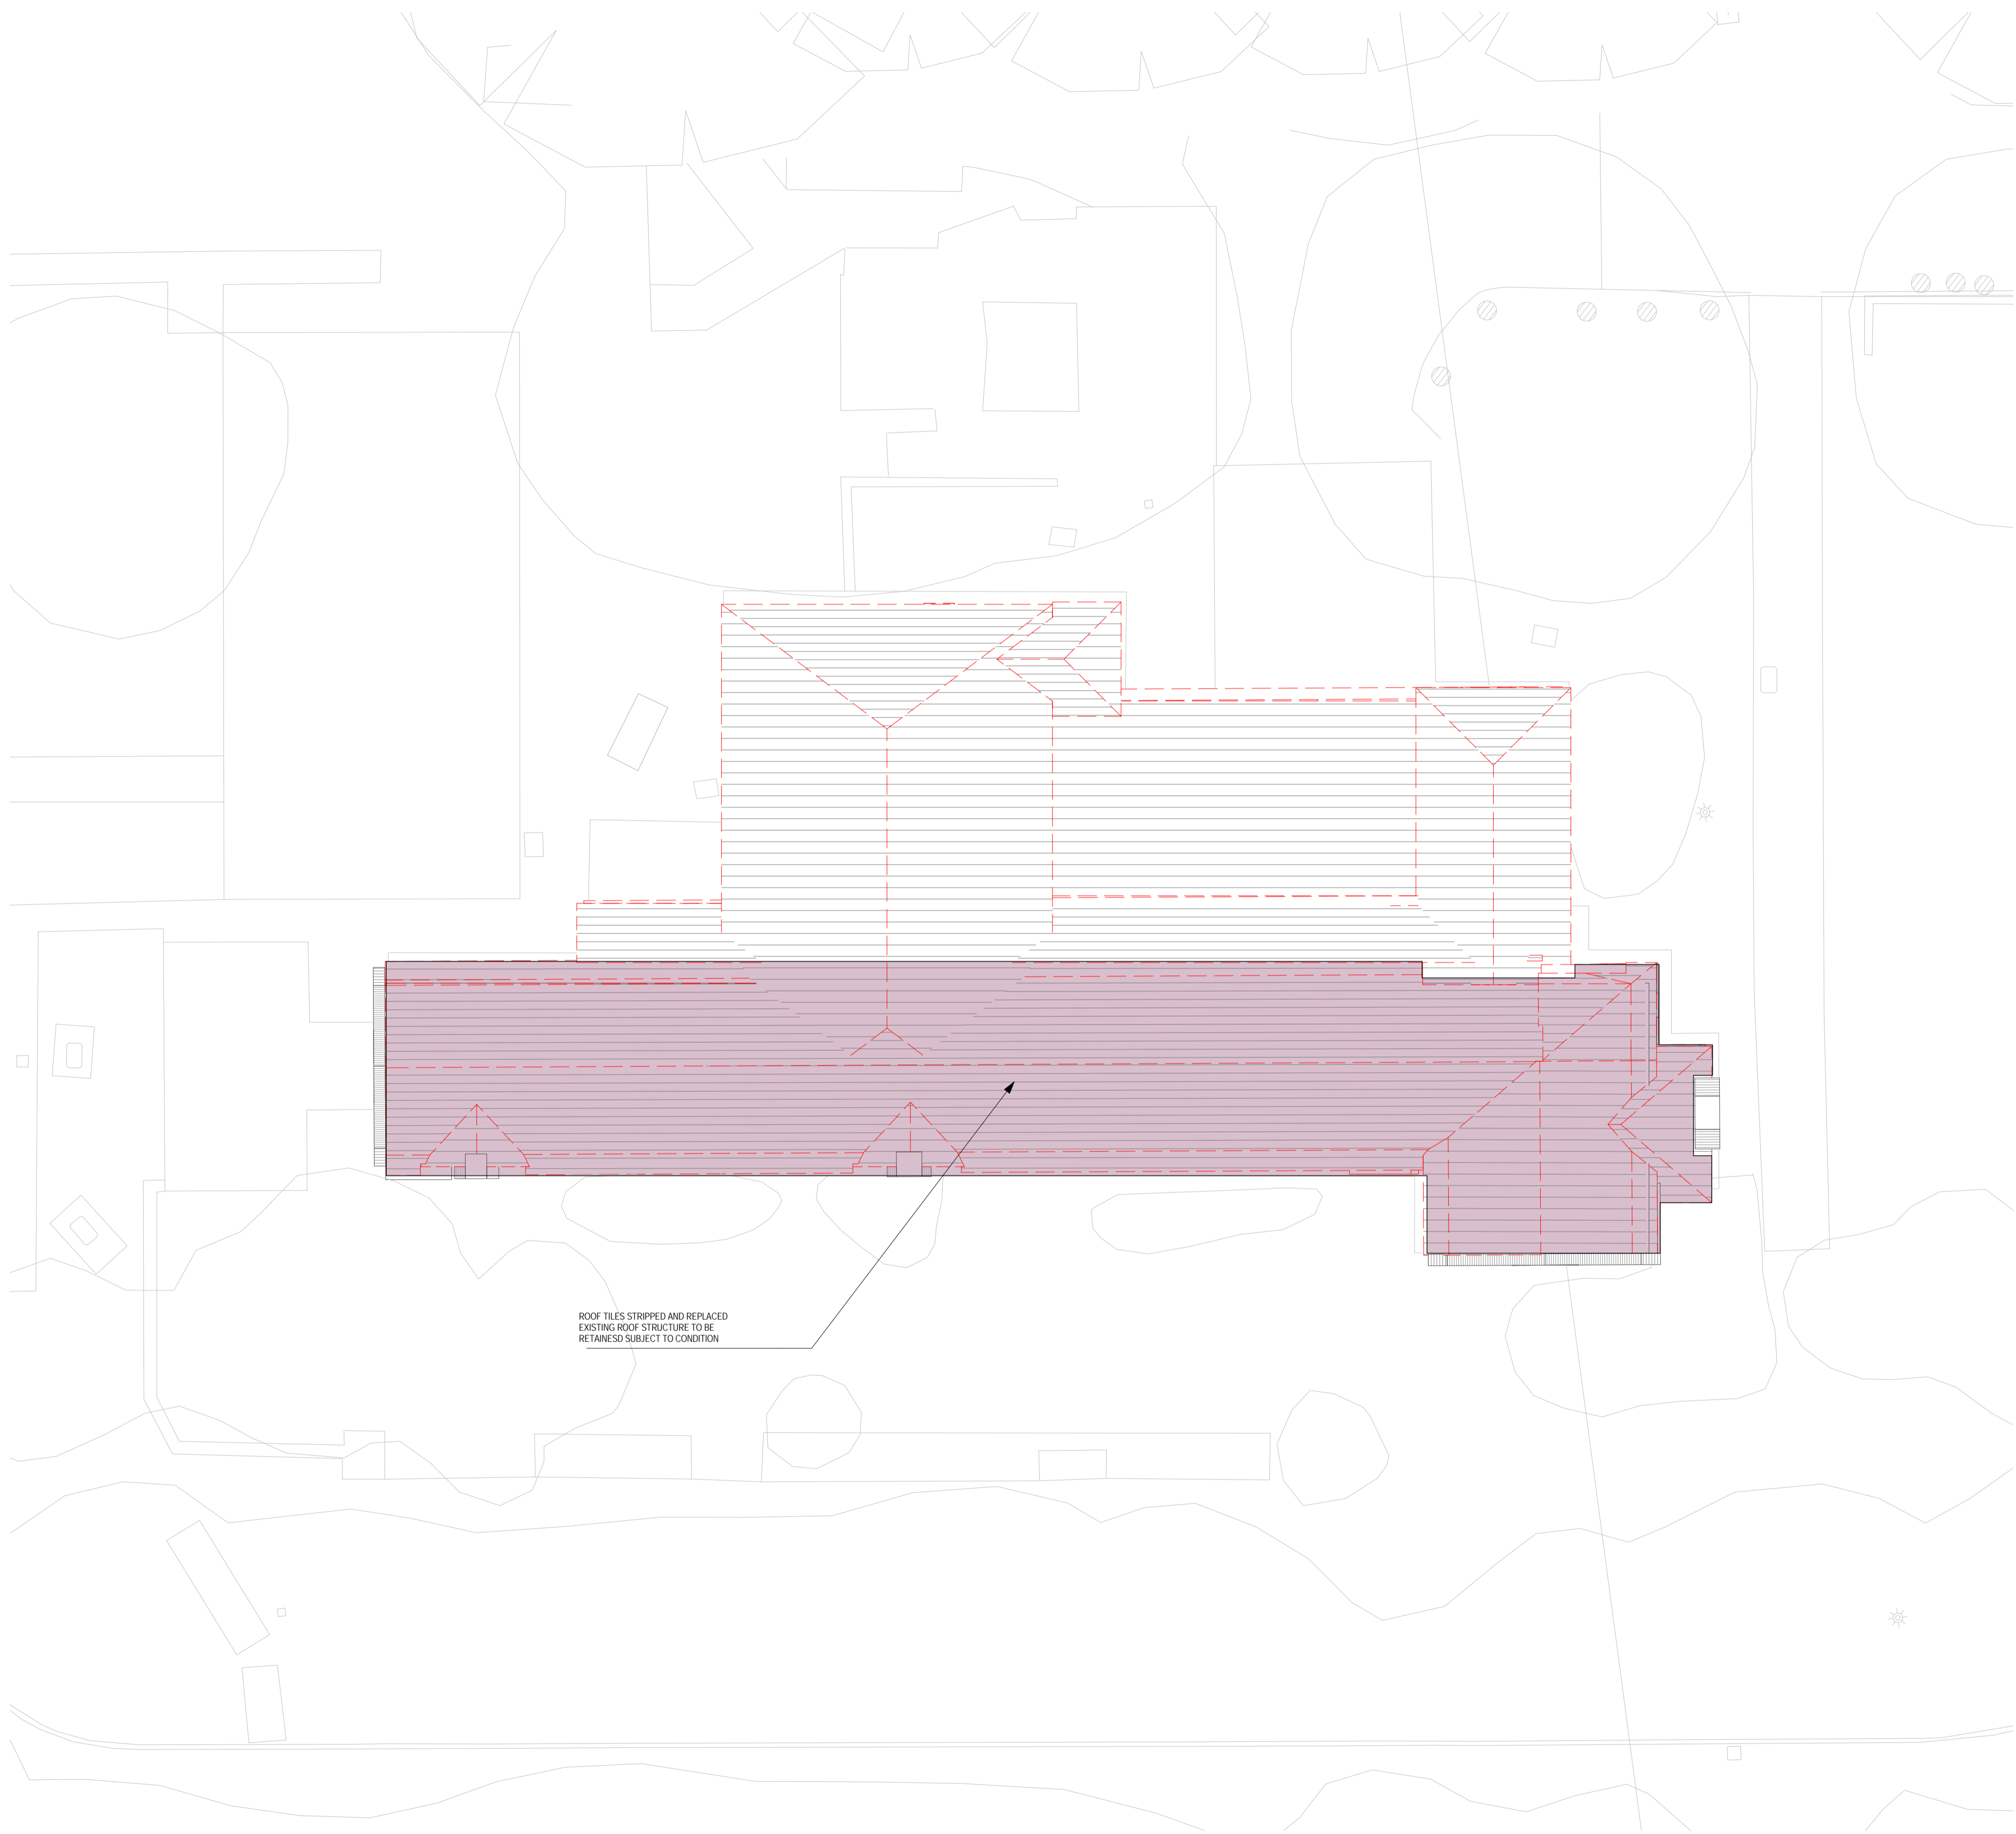 ROOF TILES STRIPPED AND REPLACED
EXISTING ROOF STRUCTURE TO BE
RETAINESD SUBJECT TO CONDITION